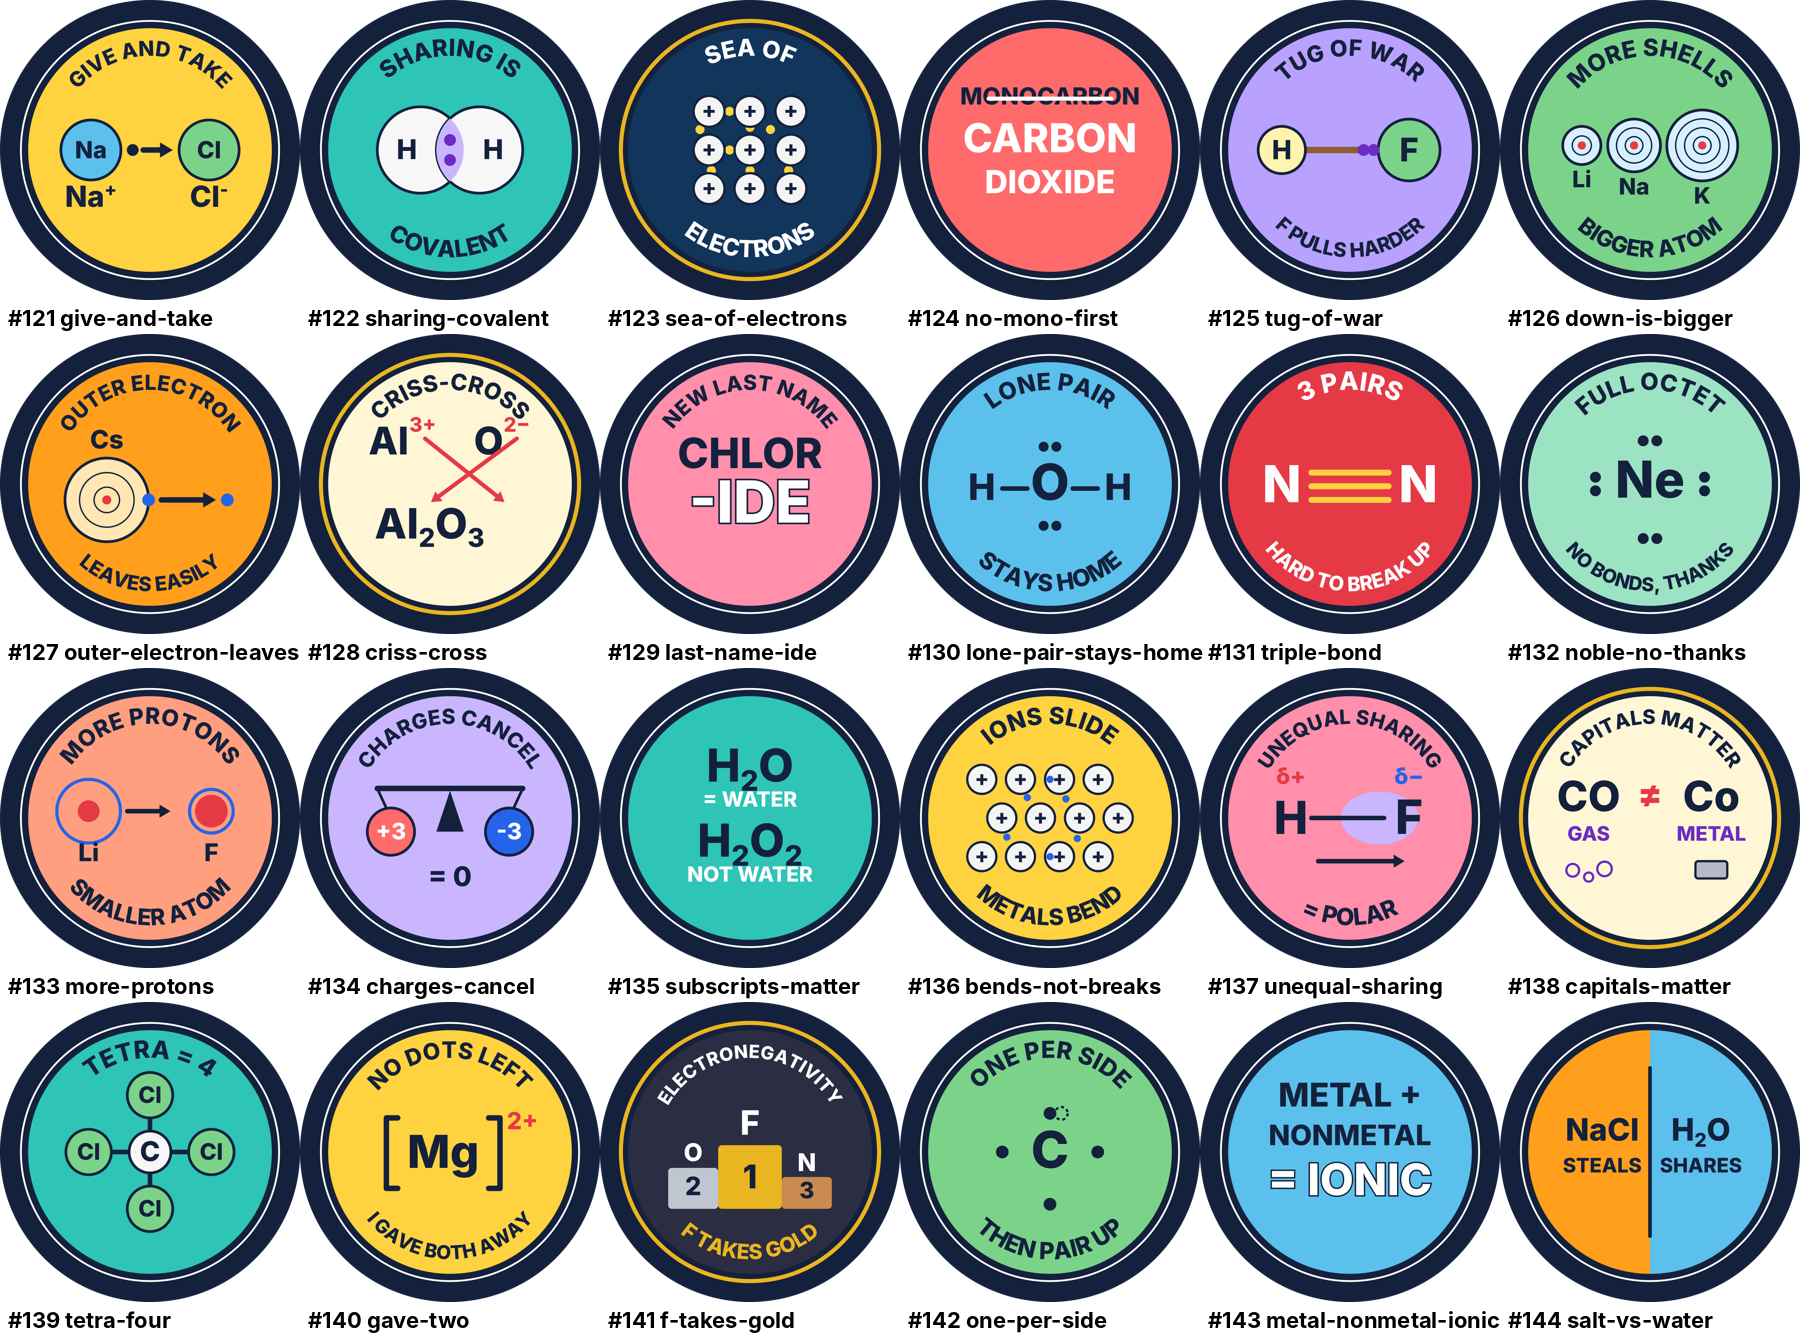 GIVE AND TAKE
Na
Cl
Na⁺
Cl⁻
#121 give-and-take
SHARING IS
H
H
COVALENT
#122 sharing-covalent
SEA OF
+ + +
+ + +
+ + +
ELECTRONS
#123 sea-of-electrons
MONOCARBON
CARBON
DIOXIDE
#124 no-mono-first
TUG OF WAR
H
F
F PULLS HARDER
#125 tug-of-war
MORE SHELLS
Li
Na
K
BIGGER ATOM
#126 down-is-bigger
OUTER ELECTRON
Cs
LEAVES EASILY
#127 outer-electron-leaves
CRISS-CROSS
Al³⁺
O²⁻
Al₂O₃
#128 criss-cross
NEW LAST NAME
CHLOR
-IDE
#129 last-name-ide
LONE PAIR
H–O–H
STAYS HOME
#130 lone-pair-stays-home
3 PAIRS
N≡N
HARD TO BREAK UP
#131 triple-bond
FULL OCTET
Ne
NO BONDS, THANKS
#132 noble-no-thanks
MORE PROTONS
Li
F
SMALLER ATOM
#133 more-protons
CHARGES CANCEL
+3
-3
= 0
#134 charges-cancel
H₂O
= WATER
H₂O₂
NOT WATER
#135 subscripts-matter
IONS SLIDE
+ + + +
+ + + +
+ + + +
METALS BEND
#136 bends-not-breaks
UNEQUAL SHARING
δ+
δ−
H
F
= POLAR
#137 unequal-sharing
CAPITALS MATTER
CO ≠ Co
GAS
METAL
#138 capitals-matter
TETRA = 4
Cl
Cl
C
Cl
Cl
#139 tetra-four
NO DOTS LEFT
[Mg]²⁺
I GAVE BOTH AWAY
#140 gave-two
ELECTRONEGATIVITY
F
O
N
2
1
3
F TAKES GOLD
#141 f-takes-gold
ONE PER SIDE
C
THEN PAIR UP
#142 one-per-side
METAL +
NONMETAL
= IONIC
#143 metal-nonmetal-ionic
NaCl
STEALS
H₂O
SHARES
#144 salt-vs-water